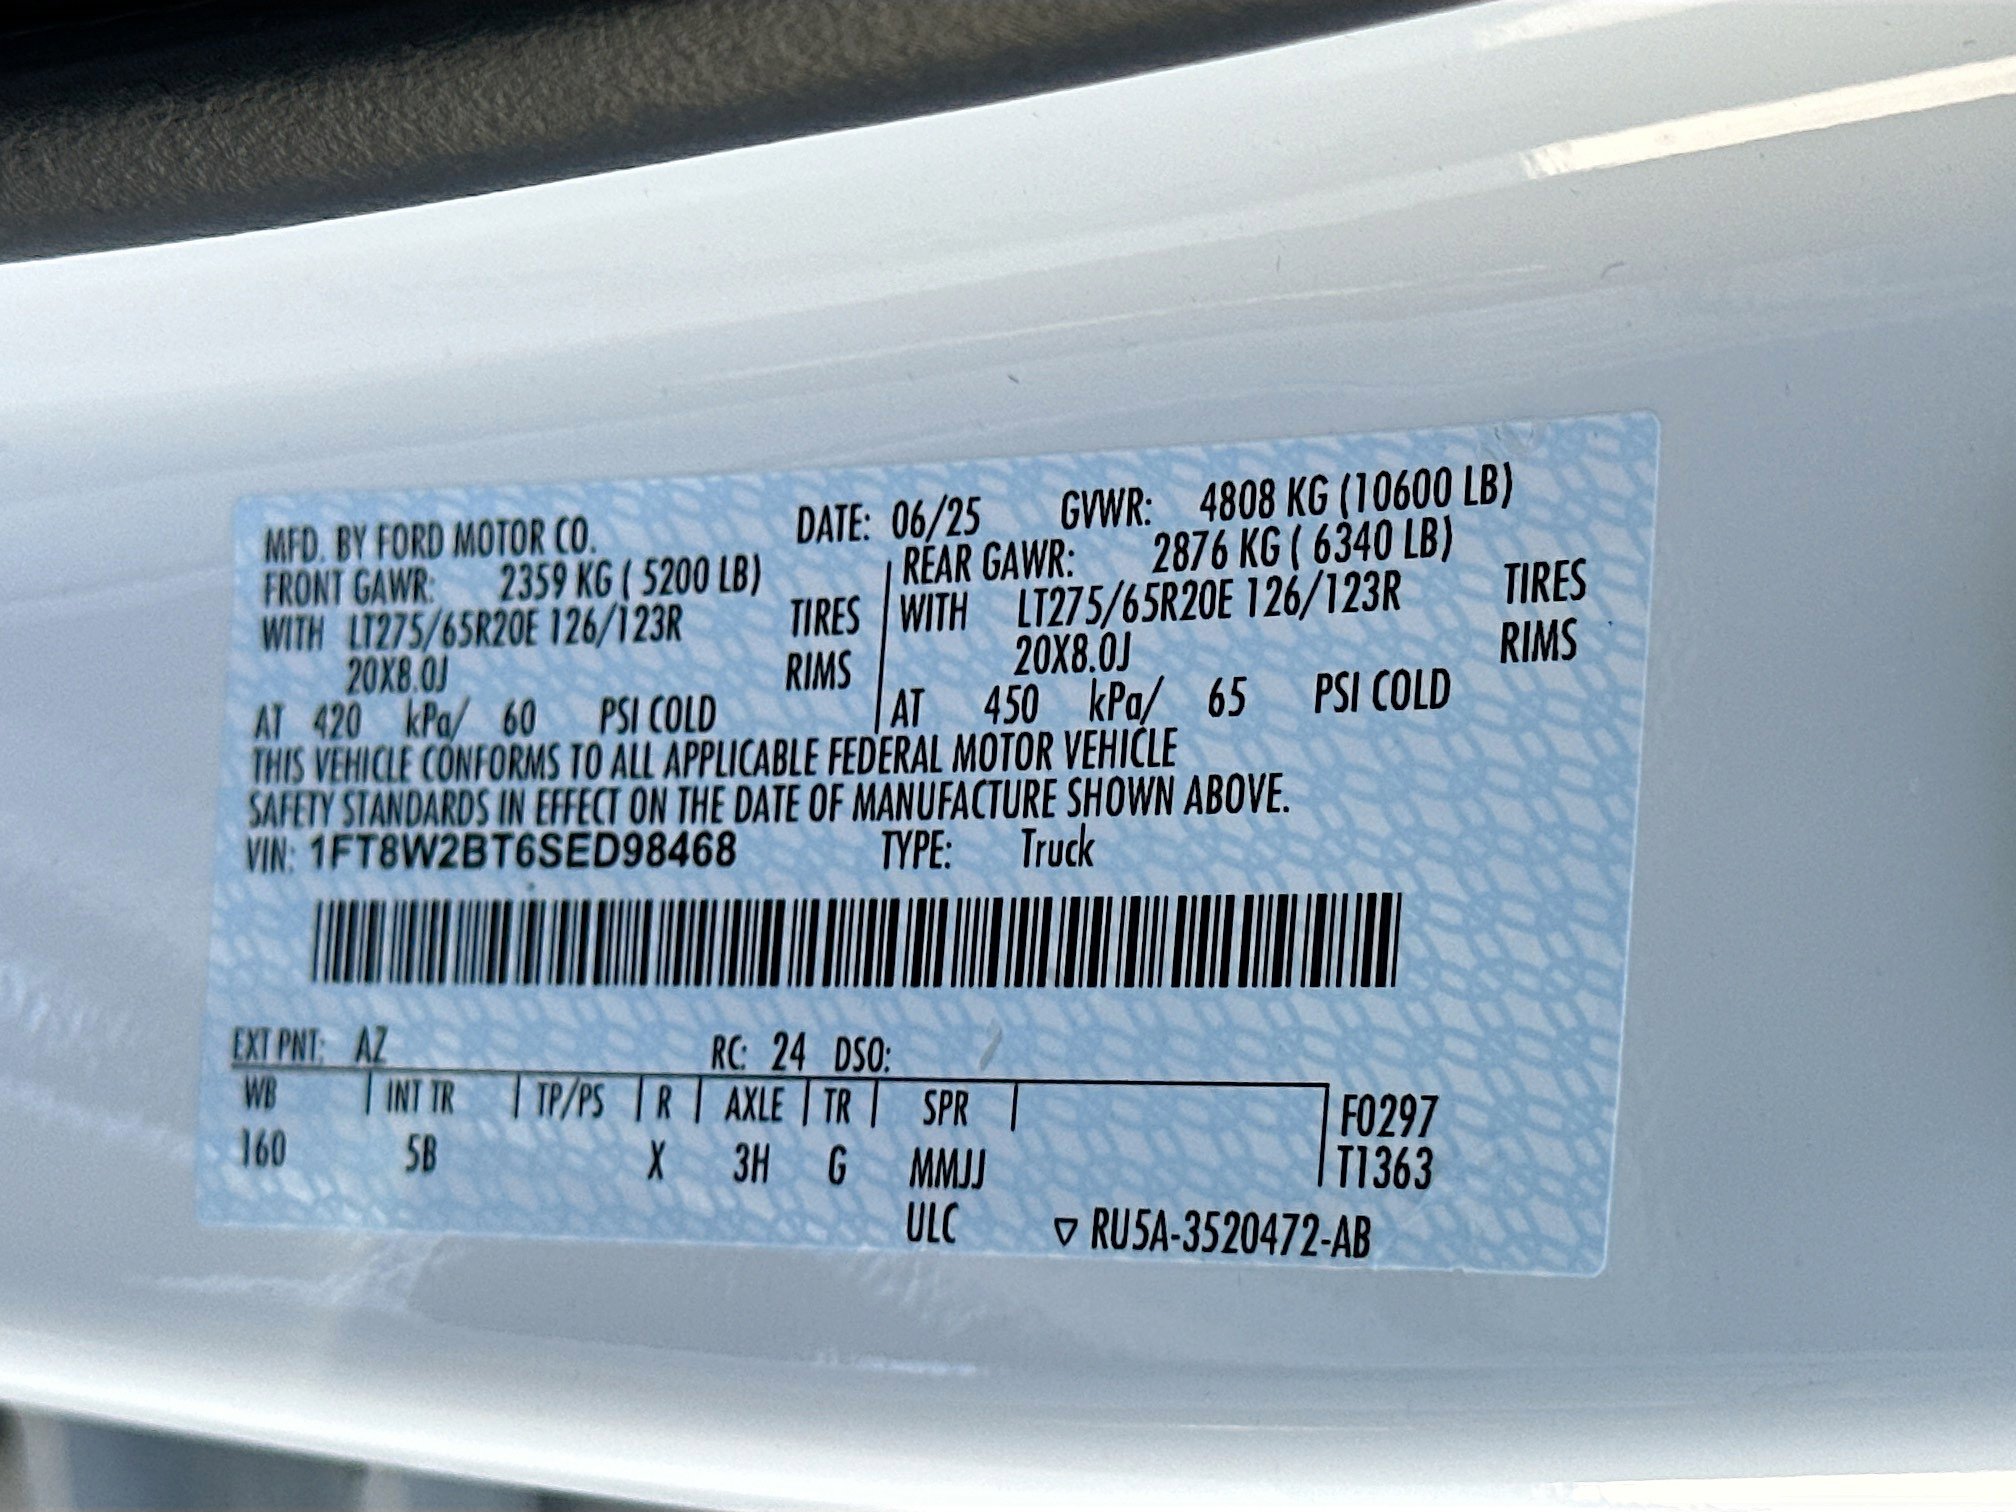 MFD. BY FORD MOTOR CO. DATE: 06/25 GVWR: 4808 KG (10600 LB)
FRONT GAWR: 2359 KG ( 5200 LB) REAR GAWR: 2876 KG ( 6340 LB)
WITH LT275/65R20E 126/123R TIRES WITH LT275/65R20E 126/123R TIRES
20X8.0J RIMS 20X8.0J RIMS
AT 420 kPa/ 60 PSI COLD AT 450 kPa/ 65 PSI COLD
THIS VEHICLE CONFORMS TO ALL APPLICABLE FEDERAL MOTOR VEHICLE
SAFETY STANDARDS IN EFFECT ON THE DATE OF MANUFACTURE SHOWN ABOVE.
VIN: 1FT8W2BT6SED98468 TYPE: Truck
EXT PNT: AZ RC: 24 DSO:
WB INT TR TP/PS R AXLE TR SPR F0297
160 5B X 3H G MMJJ T1363
ULC ▽ RU5A-3520472-AB